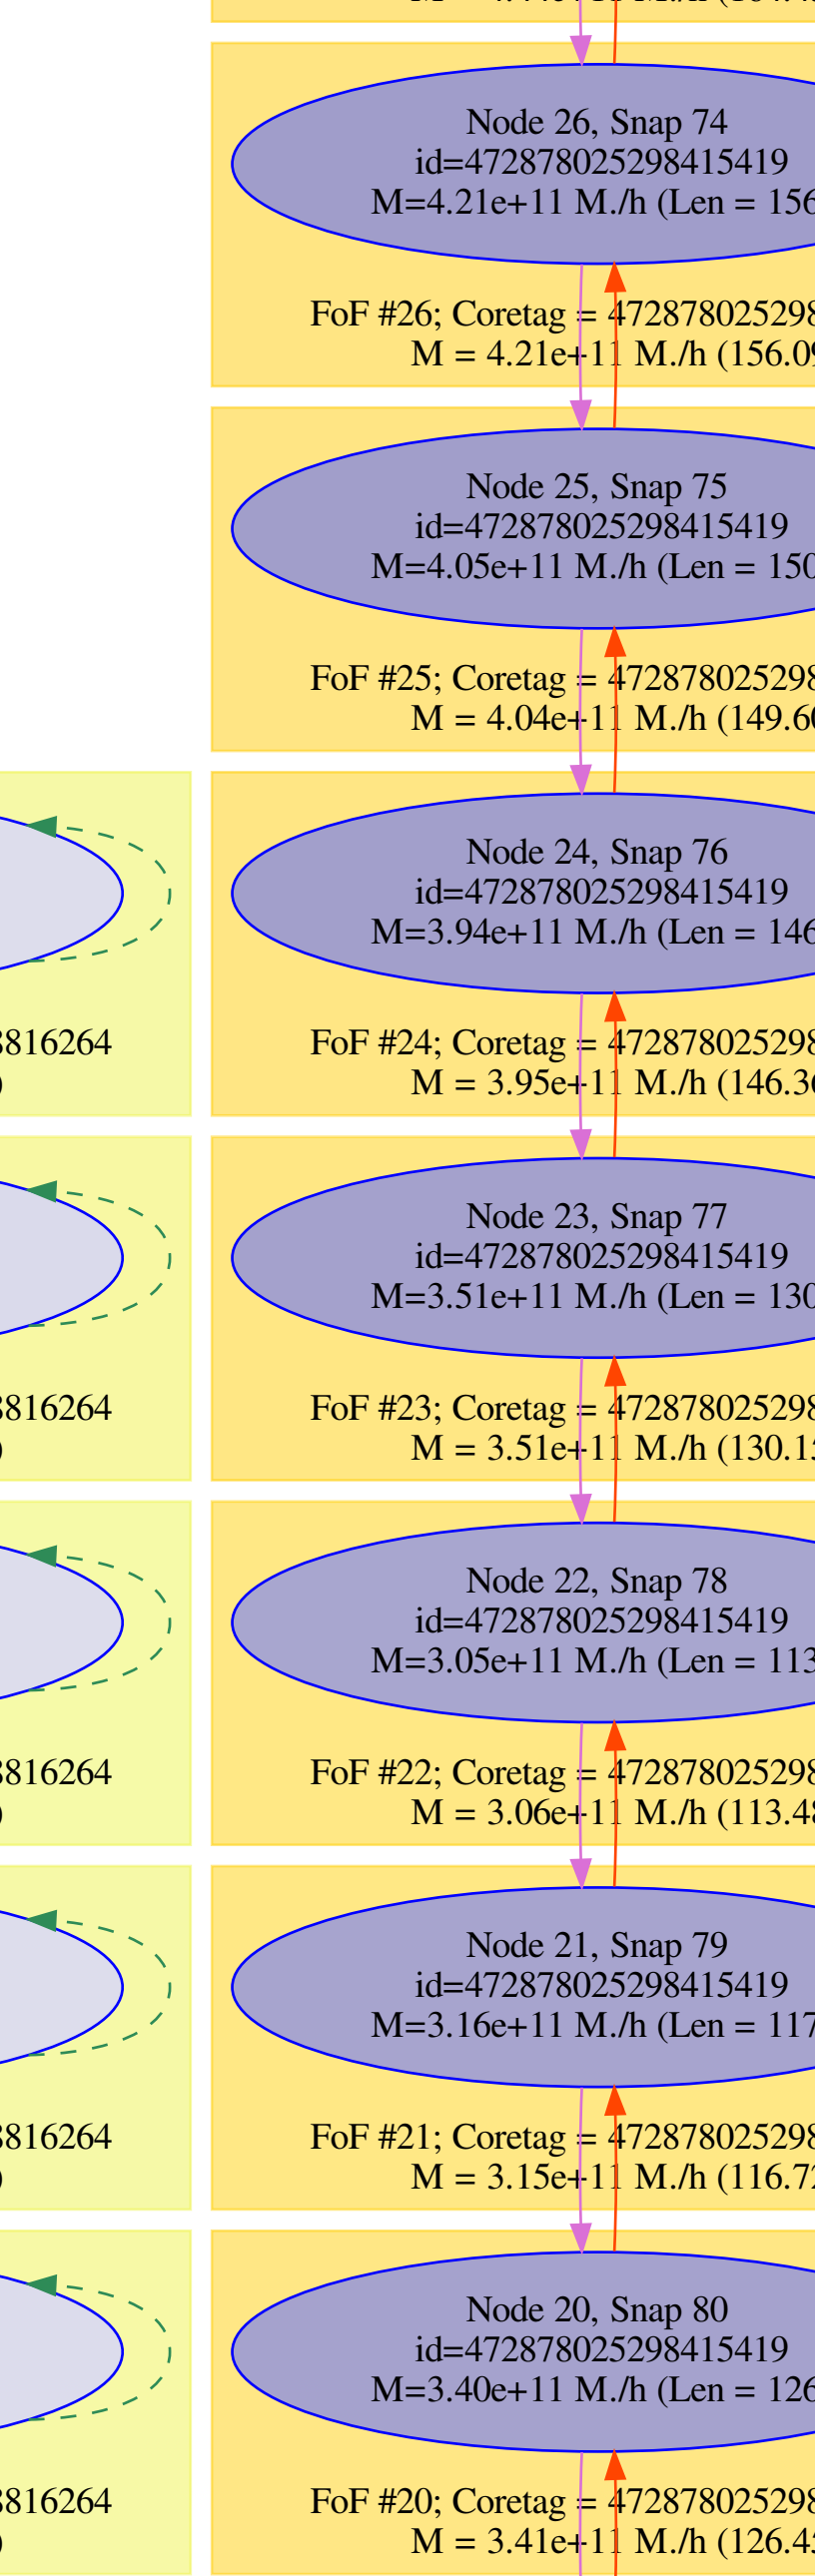 Node 26, Snap 74
id=472878025298415419
M=4.21e+11 M./h (Len = 156
FoF #26; Coretag = 472878025298
M = 4.21e+11 M./h (156.09
Node 25, Snap 75
id=472878025298415419
M=4.05e+11 M./h (Len = 150
FoF #25; Coretag = 472878025298
M = 4.04e+11 M./h (149.60
Node 24, Snap 76
id=472878025298415419
M=3.94e+11 M./h (Len = 146
8816264
)
FoF #24; Coretag = 472878025298
M = 3.95e+11 M./h (146.36
Node 23, Snap 77
id=472878025298415419
M=3.51e+11 M./h (Len = 130
8816264
)
FoF #23; Coretag = 472878025298
M = 3.51e+11 M./h (130.15
Node 22, Snap 78
id=472878025298415419
M=3.05e+11 M./h (Len = 113
8816264
)
FoF #22; Coretag = 472878025298
M = 3.06e+11 M./h (113.48
Node 21, Snap 79
id=472878025298415419
M=3.16e+11 M./h (Len = 117
8816264
)
FoF #21; Coretag = 472878025298
M = 3.15e+11 M./h (116.72
Node 20, Snap 80
id=472878025298415419
M=3.40e+11 M./h (Len = 126
8816264
)
FoF #20; Coretag = 472878025298
M = 3.41e+11 M./h (126.45